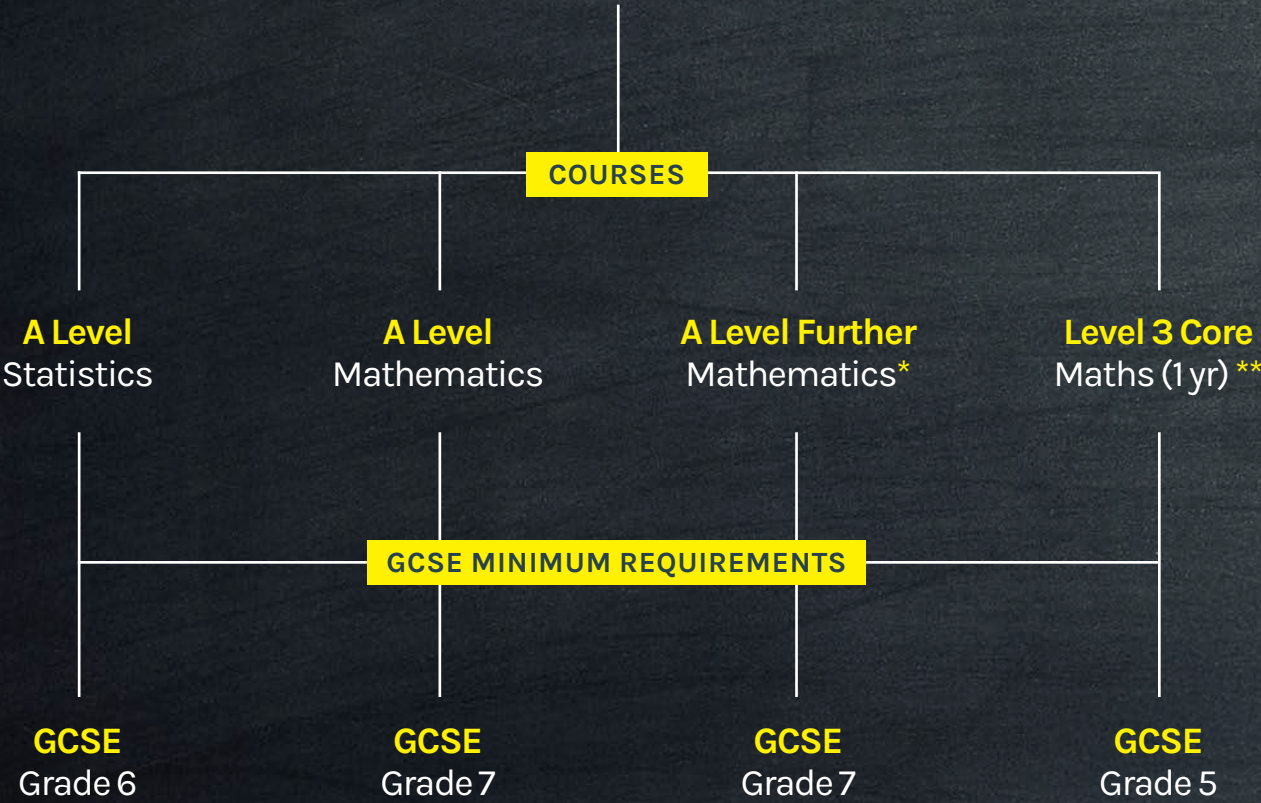 COURSES
A Level
Statistics
A Level
Mathematics
A Level Further
Mathematics*
Level 3 Core
Maths (1 yr) **
GCSE MINIMUM REQUIREMENTS
GCSE
Grade 6
GCSE
Grade 7
GCSE
Grade 7
GCSE
Grade 5